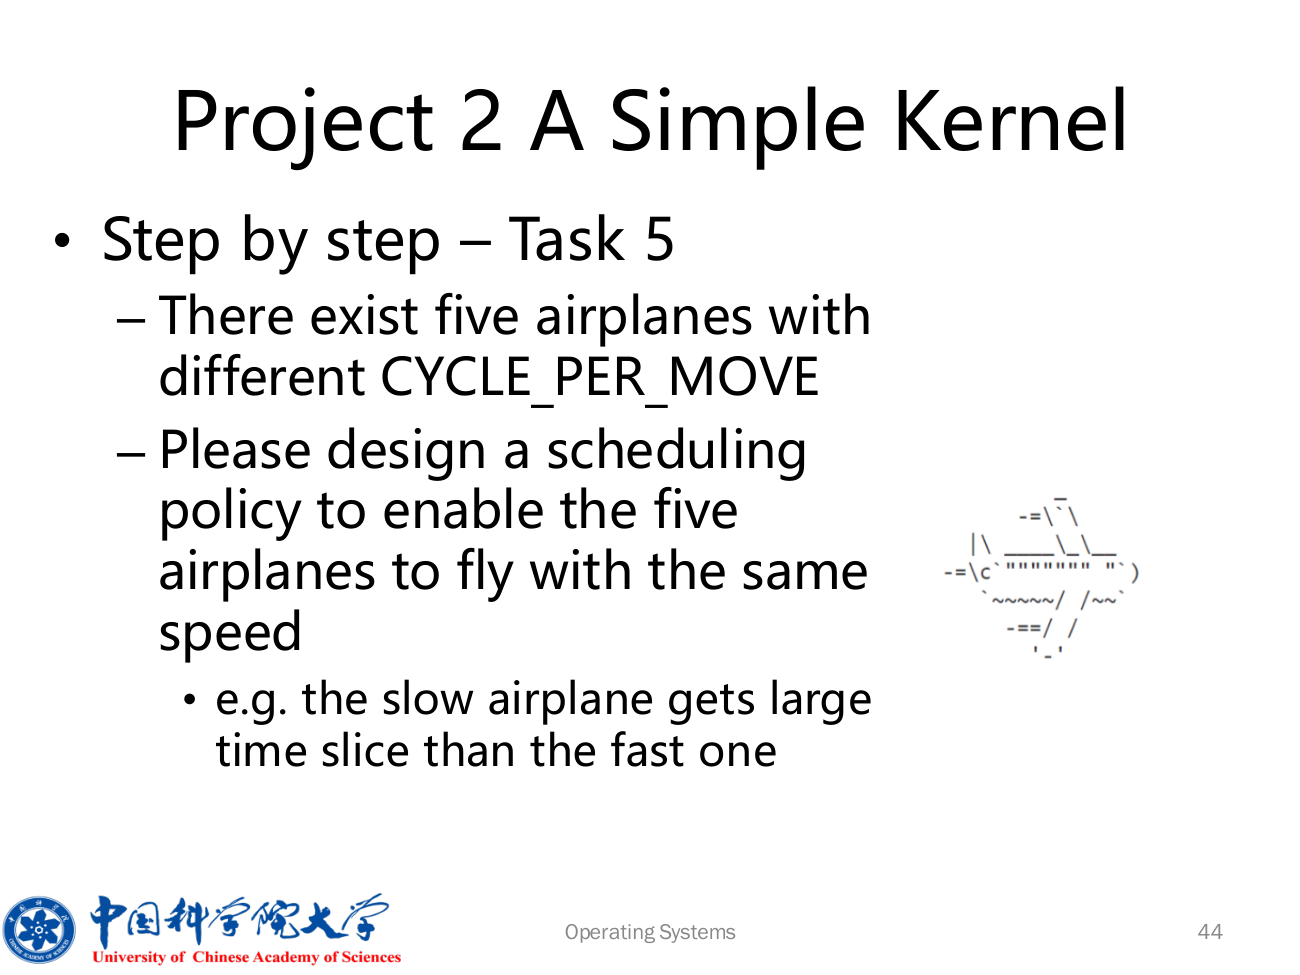 Project 2 A Simple Kernel
• Step by step – Task 5
– There exist five airplanes with
different CYCLE_PER_MOVE
– Please design a scheduling
policy to enable the five
airplanes to fly with the same
speed
• e.g. the slow airplane gets large
time slice than the fast one
_
-=\`\
|\ ____\_\__
-=\c`""""""" "`)
`~~~~~/ /~~`
-==/ /
'-'
中国科学院大学
University of Chinese Academy of Sciences
Operating Systems
44